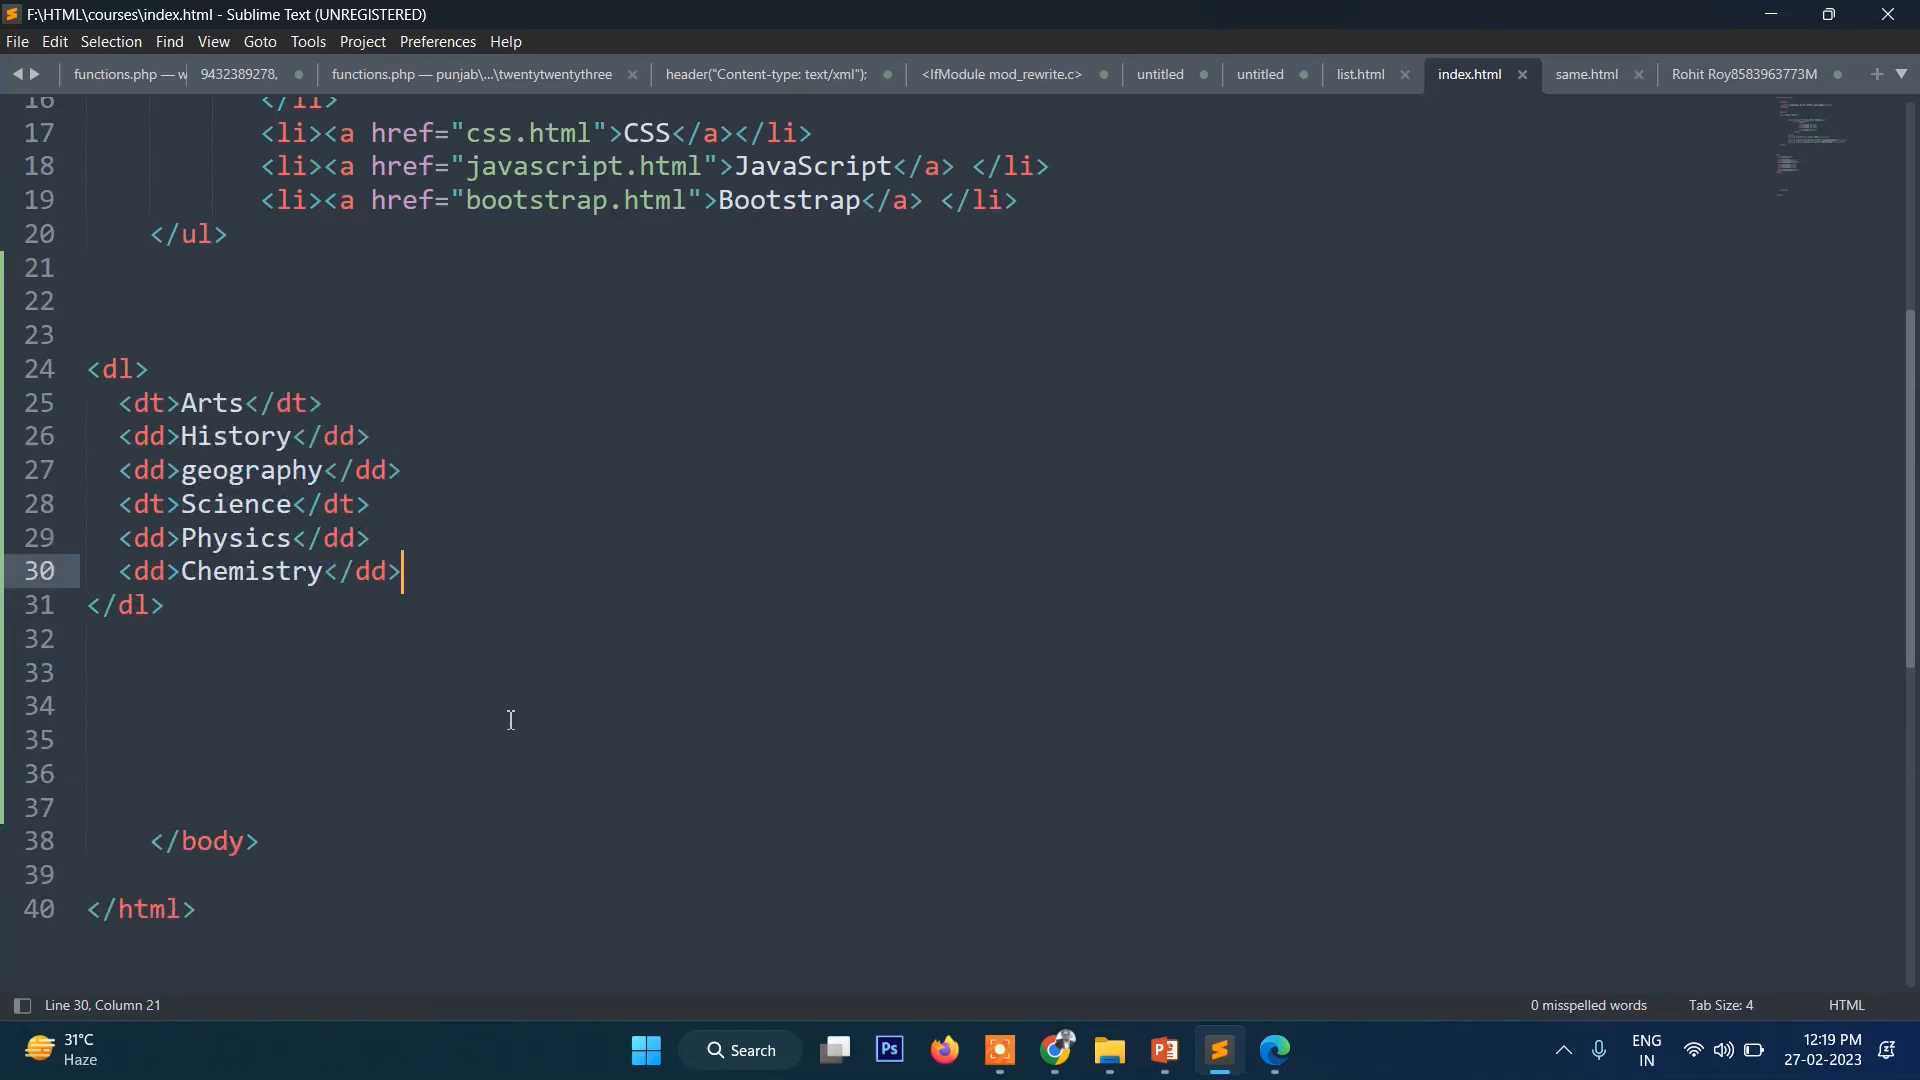 F:\HTML\courses\index.html - Sublime Text (UNREGISTERED)
File Edit Selection Find View Goto Tools Project Preferences Help
functions.php — w 9432389278, functions.php — punjab\...\twentytwentythree header("Content-type: text/xml"); <IfModule mod_rewrite.c> untitled untitled list.html index.html same.html Rohit Roy8583963773M
16 </li>
17 <li><a href="css.html">CSS</a></li>
18 <li><a href="javascript.html">JavaScript</a> </li>
19 <li><a href="bootstrap.html">Bootstrap</a> </li>
20 </ul>
21
22
23
24 <dl>
25 <dt>Arts</dt>
26 <dd>History</dd>
27 <dd>geography</dd>
28 <dt>Science</dt>
29 <dd>Physics</dd>
30 <dd>Chemistry</dd>
31 </dl>
32
33
34
35
36
37
38 </body>
39
40 </html>
Line 30, Column 21 0 misspelled words Tab Size: 4 HTML
31°C
Haze
Search
Ps
ENG
IN
12:19 PM
27-02-2023